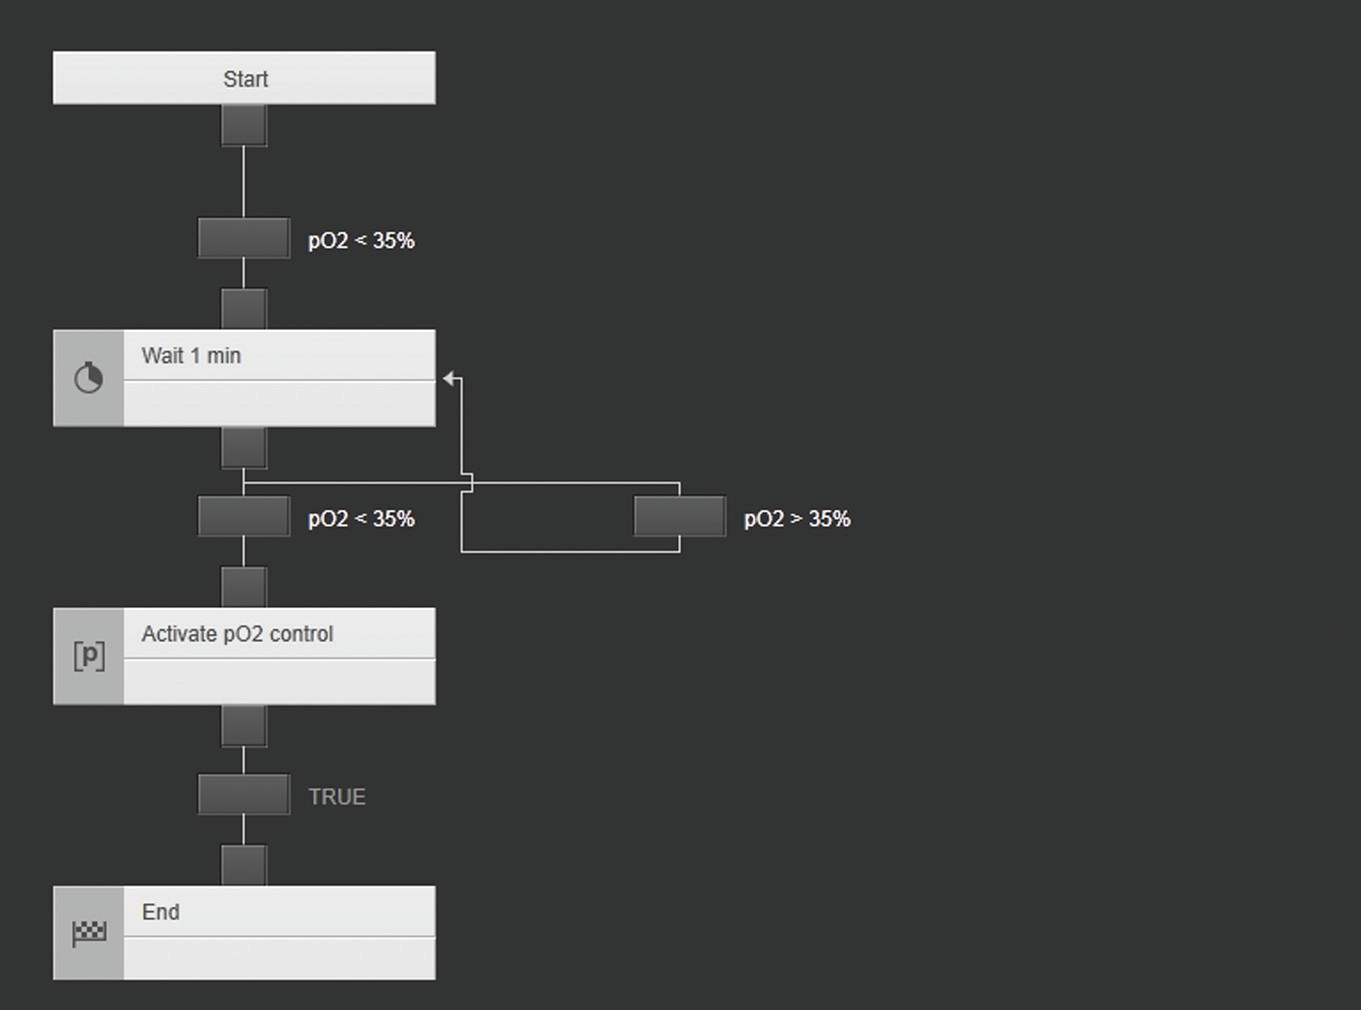 Start
pO2 < 35%
Wait 1 min
pO2 < 35%
pO2 > 35%
[p]
Activate pO2 control
TRUE
End